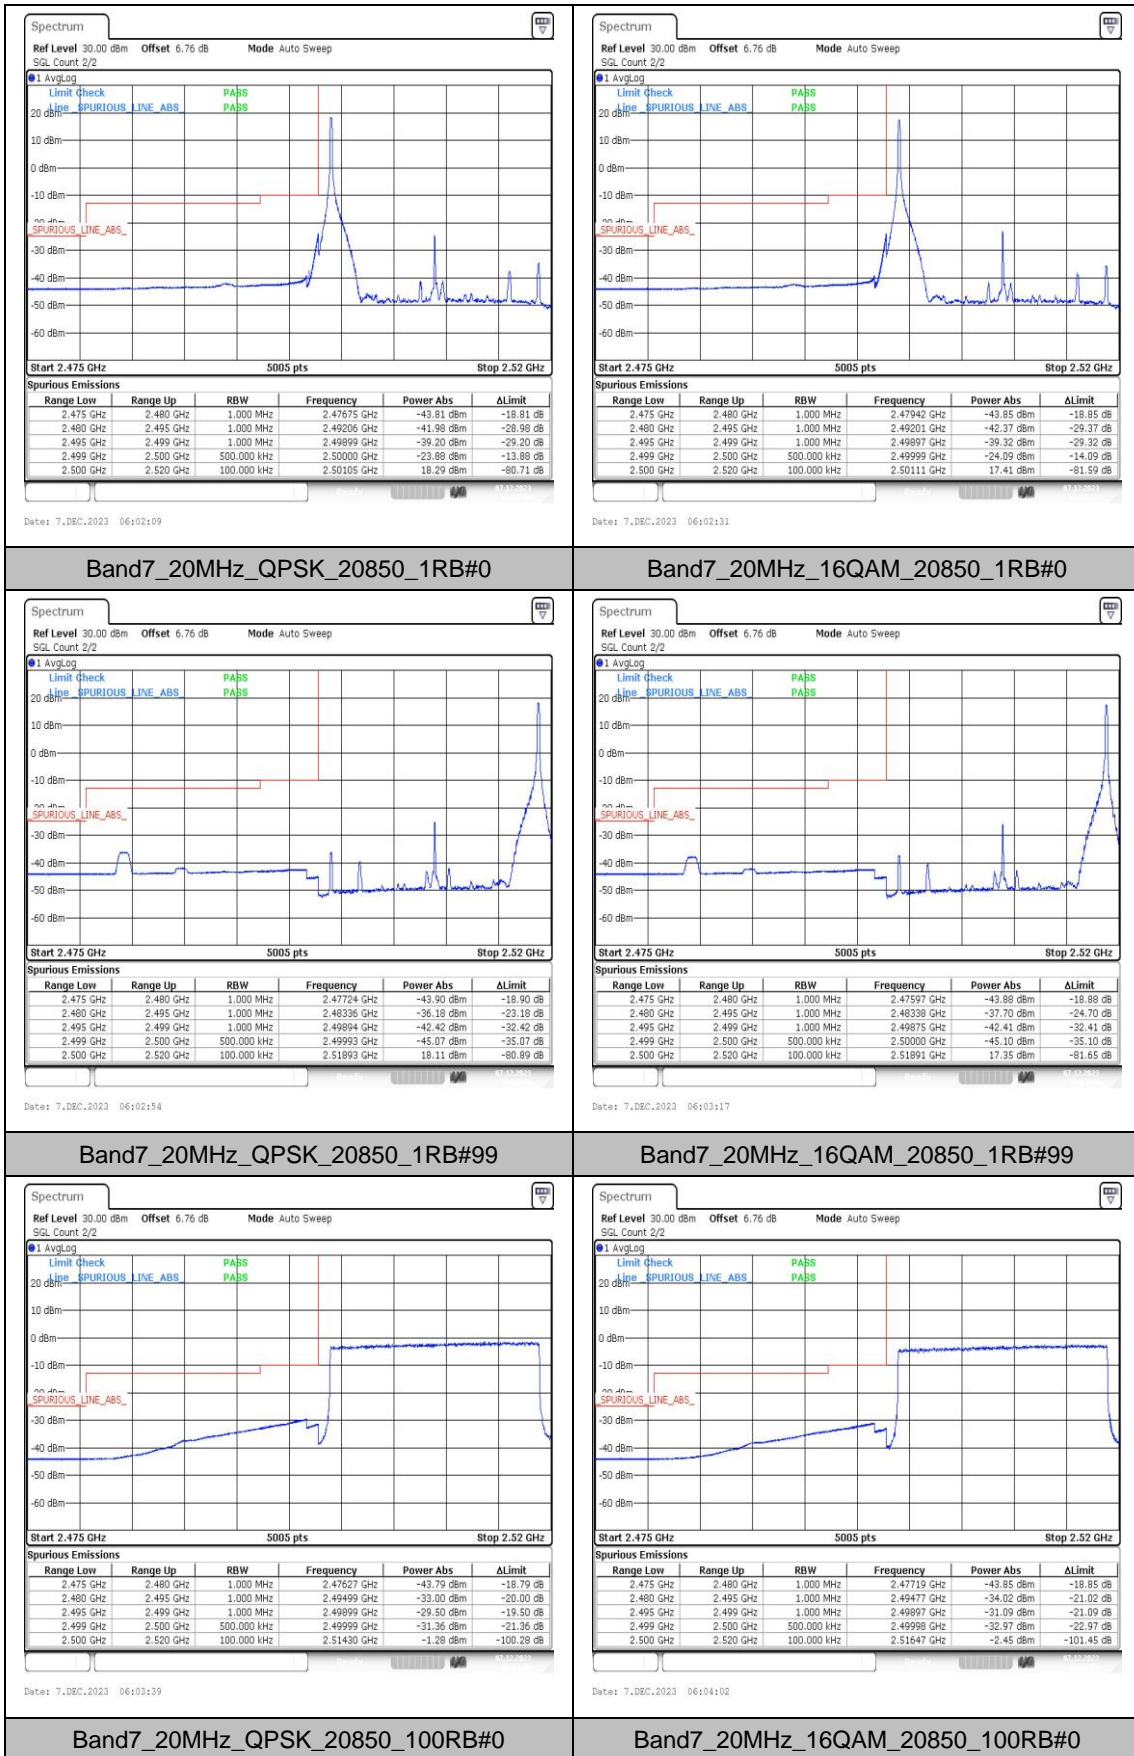 Spectrum
Ref Level 30.00 dBm Offset 6.76 dB Mode Auto Sweep
SGL Count 2/2
1 AvgLog
Limit Check PASS
Line _SPURIOUS_LINE_ABS_ PASS
20 dBm
10 dBm
0 dBm
-10 dBm
-20 dBm
_SPURIOUS_LINE_ABS_
-30 dBm
-40 dBm
-50 dBm
-60 dBm
Start 2.475 GHz 5005 pts Stop 2.52 GHz
Spurious Emissions
Range Low Range Up RBW Frequency Power Abs ΔLimit
2.475 GHz 2.480 GHz 1.000 MHz 2.47675 GHz -43.81 dBm -18.81 dB
2.480 GHz 2.495 GHz 1.000 MHz 2.49206 GHz -41.98 dBm -28.98 dB
2.495 GHz 2.499 GHz 1.000 MHz 2.49899 GHz -39.20 dBm -29.20 dB
2.499 GHz 2.500 GHz 500.000 kHz 2.50000 GHz -23.88 dBm -13.88 dB
2.500 GHz 2.520 GHz 100.000 kHz 2.50105 GHz 18.29 dBm -80.71 dB
Date: 7.DEC.2023 06:02:09
Band7_20MHz_QPSK_20850_1RB#0
Spectrum
Ref Level 30.00 dBm Offset 6.76 dB Mode Auto Sweep
SGL Count 2/2
1 AvgLog
Limit Check PASS
Line _SPURIOUS_LINE_ABS_ PASS
20 dBm
10 dBm
0 dBm
-10 dBm
-20 dBm
_SPURIOUS_LINE_ABS_
-30 dBm
-40 dBm
-50 dBm
-60 dBm
Start 2.475 GHz 5005 pts Stop 2.52 GHz
Spurious Emissions
Range Low Range Up RBW Frequency Power Abs ΔLimit
2.475 GHz 2.480 GHz 1.000 MHz 2.47942 GHz -43.85 dBm -18.85 dB
2.480 GHz 2.495 GHz 1.000 MHz 2.49201 GHz -42.37 dBm -29.37 dB
2.495 GHz 2.499 GHz 1.000 MHz 2.49897 GHz -39.32 dBm -29.32 dB
2.499 GHz 2.500 GHz 500.000 kHz 2.49999 GHz -24.09 dBm -14.09 dB
2.500 GHz 2.520 GHz 100.000 kHz 2.50111 GHz 17.41 dBm -81.59 dB
Date: 7.DEC.2023 06:02:31
Band7_20MHz_16QAM_20850_1RB#0
Spectrum
Ref Level 30.00 dBm Offset 6.76 dB Mode Auto Sweep
SGL Count 2/2
1 AvgLog
Limit Check PASS
Line _SPURIOUS_LINE_ABS_ PASS
20 dBm
10 dBm
0 dBm
-10 dBm
-20 dBm
_SPURIOUS_LINE_ABS_
-30 dBm
-40 dBm
-50 dBm
-60 dBm
Start 2.475 GHz 5005 pts Stop 2.52 GHz
Spurious Emissions
Range Low Range Up RBW Frequency Power Abs ΔLimit
2.475 GHz 2.480 GHz 1.000 MHz 2.47724 GHz -43.90 dBm -18.90 dB
2.480 GHz 2.495 GHz 1.000 MHz 2.48336 GHz -36.18 dBm -23.18 dB
2.495 GHz 2.499 GHz 1.000 MHz 2.49894 GHz -42.42 dBm -32.42 dB
2.499 GHz 2.500 GHz 500.000 kHz 2.49993 GHz -45.07 dBm -35.07 dB
2.500 GHz 2.520 GHz 100.000 kHz 2.51893 GHz 18.11 dBm -80.89 dB
Date: 7.DEC.2023 06:02:54
Band7_20MHz_QPSK_20850_1RB#99
Spectrum
Ref Level 30.00 dBm Offset 6.76 dB Mode Auto Sweep
SGL Count 2/2
1 AvgLog
Limit Check PASS
Line _SPURIOUS_LINE_ABS_ PASS
20 dBm
10 dBm
0 dBm
-10 dBm
-20 dBm
_SPURIOUS_LINE_ABS_
-30 dBm
-40 dBm
-50 dBm
-60 dBm
Start 2.475 GHz 5005 pts Stop 2.52 GHz
Spurious Emissions
Range Low Range Up RBW Frequency Power Abs ΔLimit
2.475 GHz 2.480 GHz 1.000 MHz 2.47597 GHz -43.88 dBm -18.88 dB
2.480 GHz 2.495 GHz 1.000 MHz 2.48338 GHz -37.70 dBm -24.70 dB
2.495 GHz 2.499 GHz 1.000 MHz 2.49875 GHz -42.41 dBm -32.41 dB
2.499 GHz 2.500 GHz 500.000 kHz 2.50000 GHz -45.10 dBm -35.10 dB
2.500 GHz 2.520 GHz 100.000 kHz 2.51891 GHz 17.35 dBm -81.65 dB
Date: 7.DEC.2023 06:03:17
Band7_20MHz_16QAM_20850_1RB#99
Spectrum
Ref Level 30.00 dBm Offset 6.76 dB Mode Auto Sweep
SGL Count 2/2
1 AvgLog
Limit Check PASS
Line _SPURIOUS_LINE_ABS_ PASS
20 dBm
10 dBm
0 dBm
-10 dBm
-20 dBm
_SPURIOUS_LINE_ABS_
-30 dBm
-40 dBm
-50 dBm
-60 dBm
Start 2.475 GHz 5005 pts Stop 2.52 GHz
Spurious Emissions
Range Low Range Up RBW Frequency Power Abs ΔLimit
2.475 GHz 2.480 GHz 1.000 MHz 2.47627 GHz -43.79 dBm -18.79 dB
2.480 GHz 2.495 GHz 1.000 MHz 2.49499 GHz -33.00 dBm -20.00 dB
2.495 GHz 2.499 GHz 1.000 MHz 2.49899 GHz -29.50 dBm -19.50 dB
2.499 GHz 2.500 GHz 500.000 kHz 2.49999 GHz -31.36 dBm -21.36 dB
2.500 GHz 2.520 GHz 100.000 kHz 2.51430 GHz -1.28 dBm -100.28 dB
Date: 7.DEC.2023 06:03:39
Band7_20MHz_QPSK_20850_100RB#0
Spectrum
Ref Level 30.00 dBm Offset 6.76 dB Mode Auto Sweep
SGL Count 2/2
1 AvgLog
Limit Check PASS
Line _SPURIOUS_LINE_ABS_ PASS
20 dBm
10 dBm
0 dBm
-10 dBm
-20 dBm
_SPURIOUS_LINE_ABS_
-30 dBm
-40 dBm
-50 dBm
-60 dBm
Start 2.475 GHz 5005 pts Stop 2.52 GHz
Spurious Emissions
Range Low Range Up RBW Frequency Power Abs ΔLimit
2.475 GHz 2.480 GHz 1.000 MHz 2.47719 GHz -43.85 dBm -18.85 dB
2.480 GHz 2.495 GHz 1.000 MHz 2.49477 GHz -34.02 dBm -21.02 dB
2.495 GHz 2.499 GHz 1.000 MHz 2.49897 GHz -31.09 dBm -21.09 dB
2.499 GHz 2.500 GHz 500.000 kHz 2.49998 GHz -32.97 dBm -22.97 dB
2.500 GHz 2.520 GHz 100.000 kHz 2.51647 GHz -2.45 dBm -101.45 dB
Date: 7.DEC.2023 06:04:02
Band7_20MHz_16QAM_20850_100RB#0